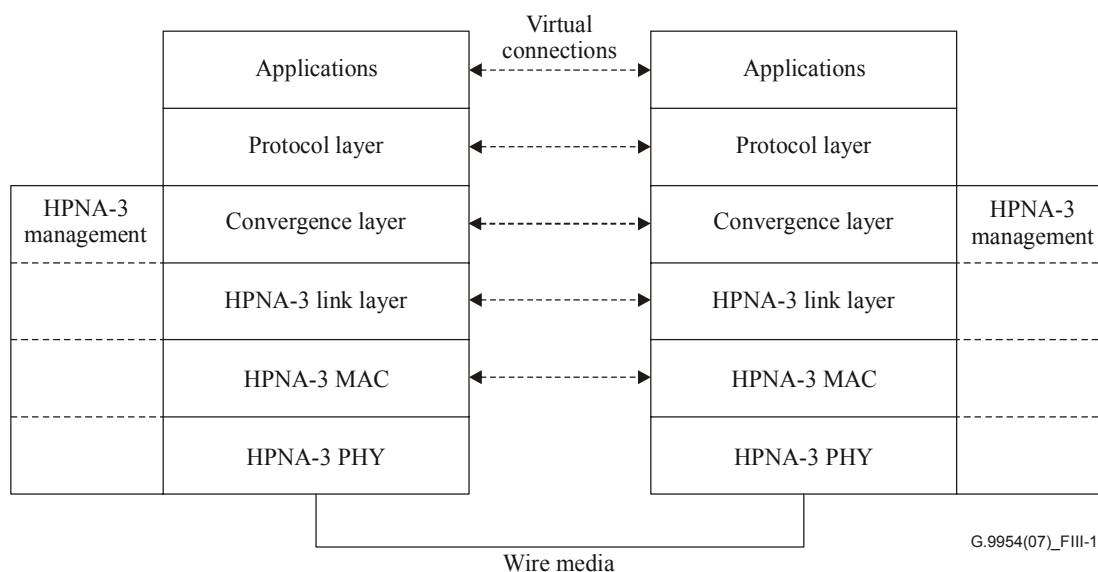 Virtual
connections
Applications
Applications
Protocol layer
Protocol layer
HPNA-3
management
Convergence layer
Convergence layer
HPNA-3
management
HPNA-3 link layer
HPNA-3 link layer
HPNA-3 MAC
HPNA-3 MAC
HPNA-3 PHY
HPNA-3 PHY
Wire media
G.9954(07)_FIII-1